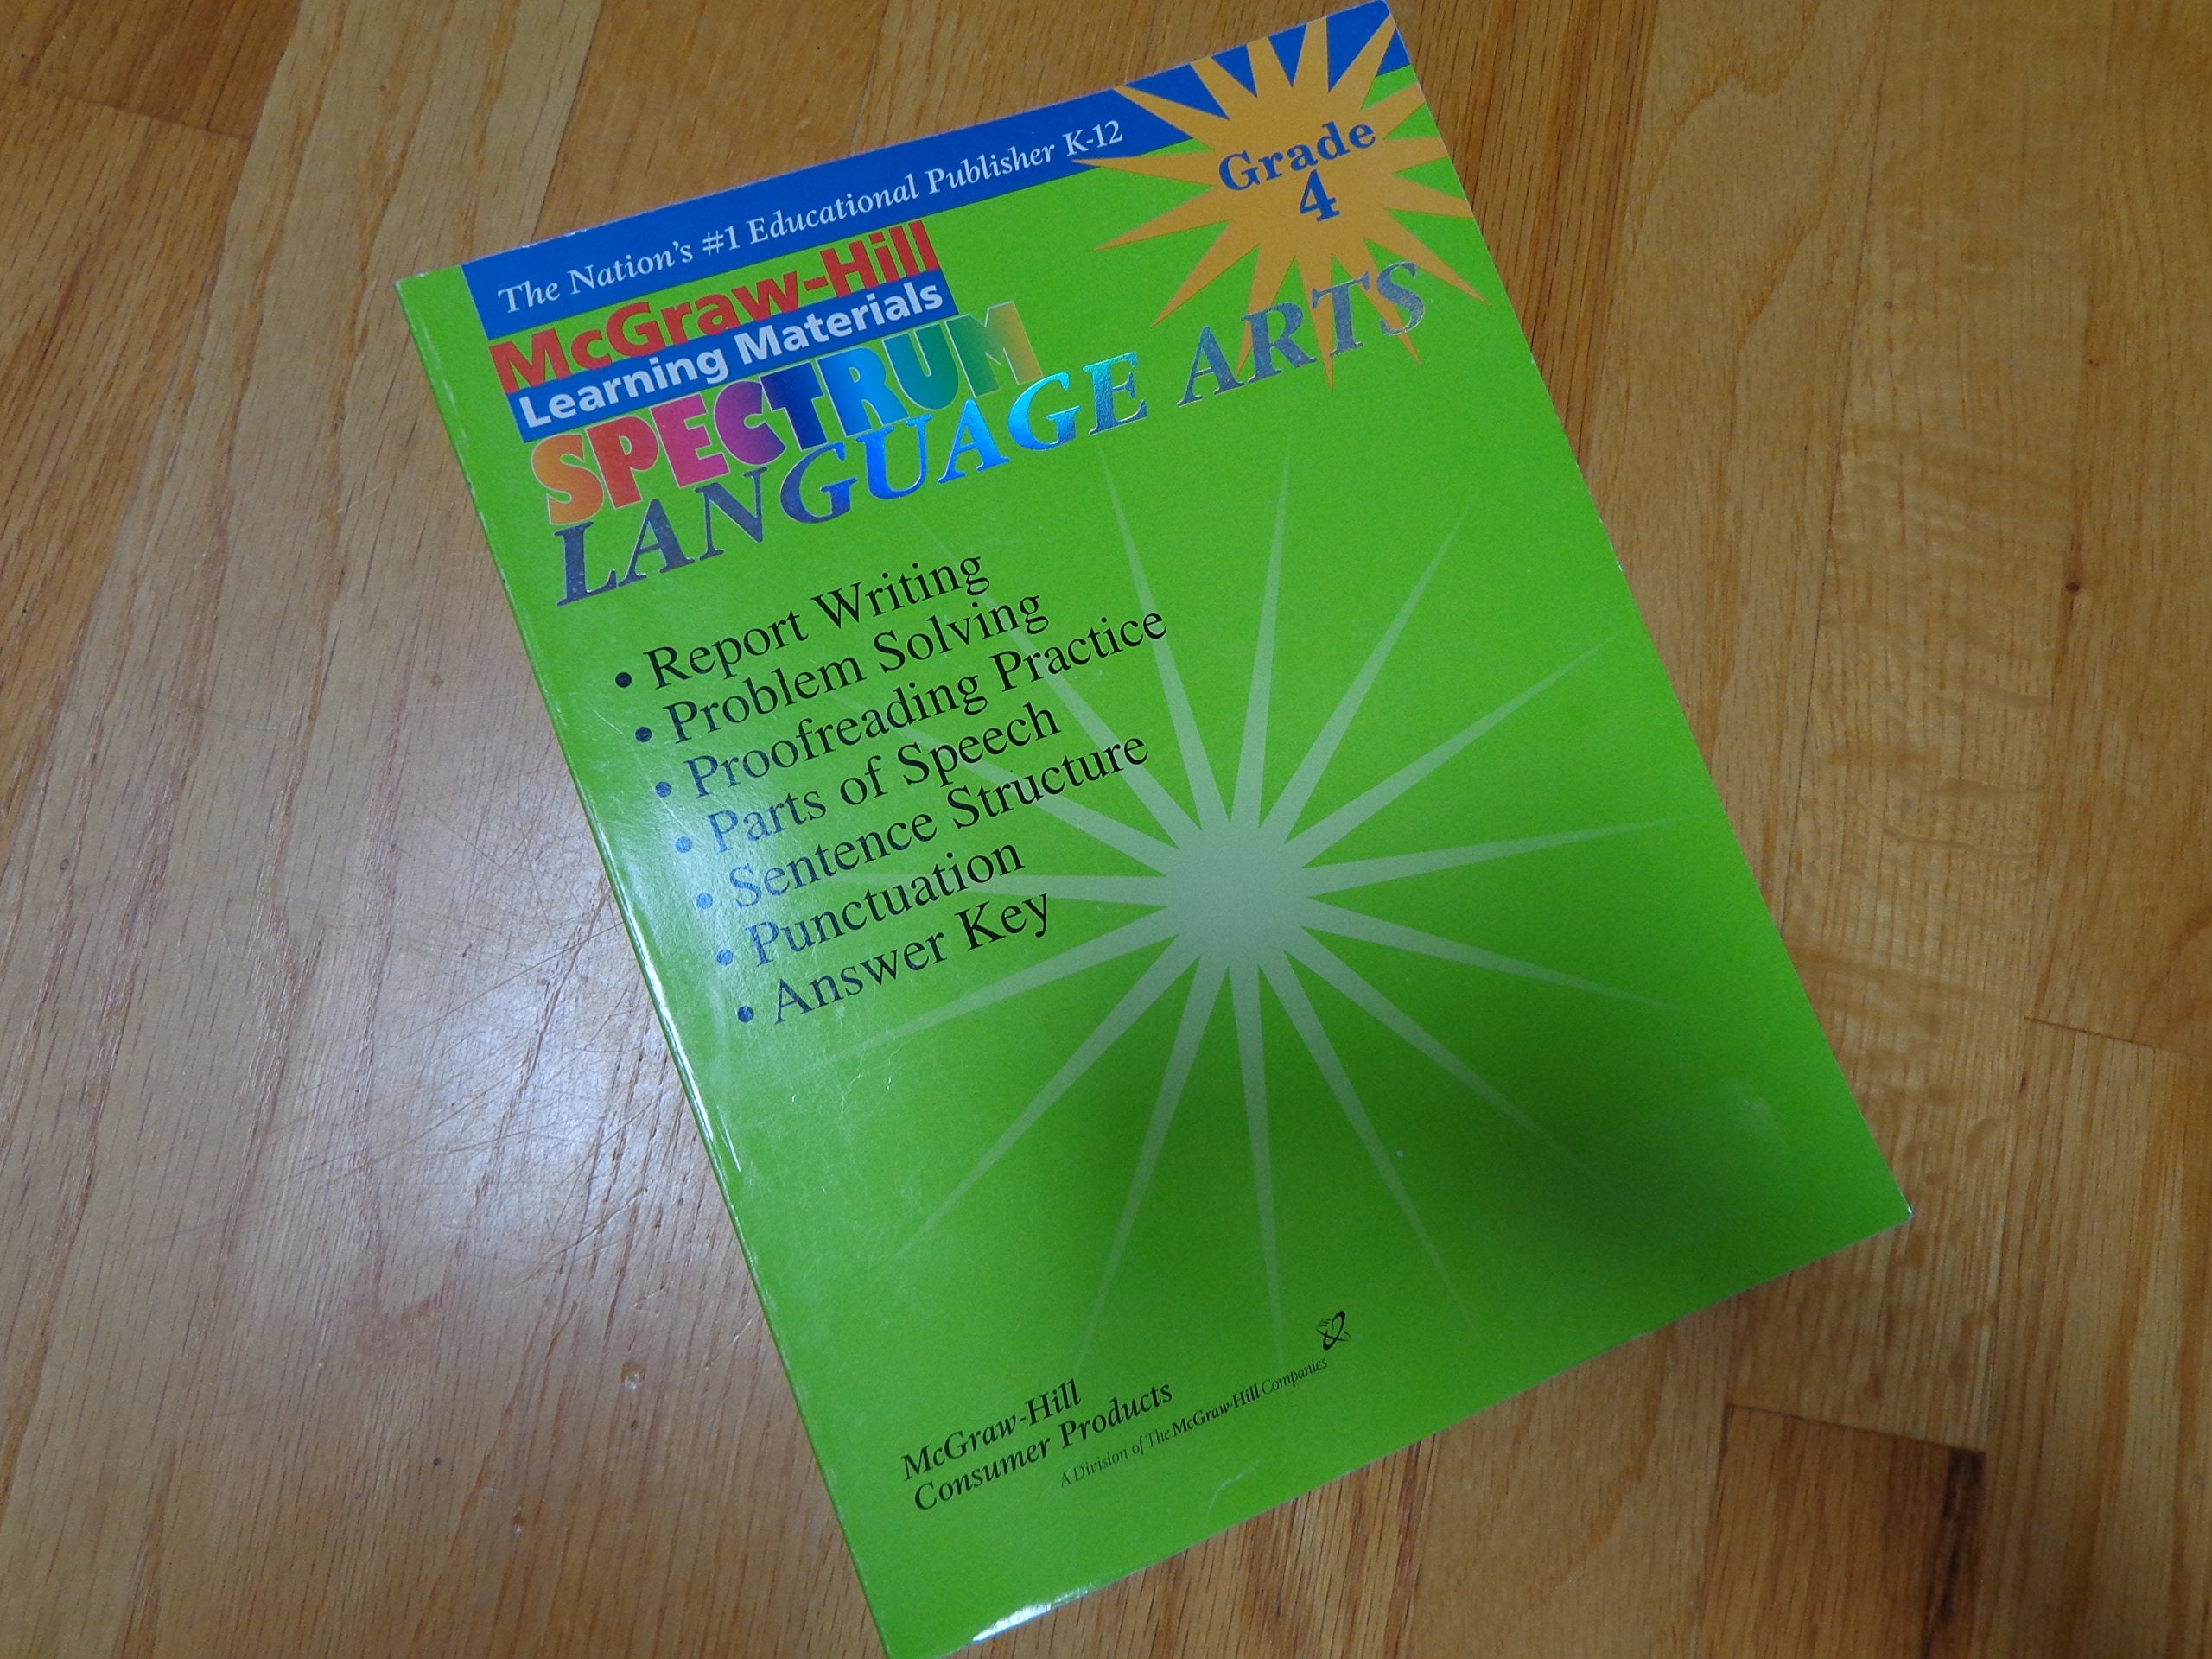 The Nation's #1 Educational Publisher K-12
Grade
4
McGraw-Hill
Learning Materials
SPECTRUM
LANGUAGE ARTS
• Report Writing
• Problem Solving
• Proofreading Practice
• Parts of Speech
• Sentence Structure
• Punctuation
• Answer Key
McGraw-Hill
Consumer Products
A Division of The McGraw-Hill Companies